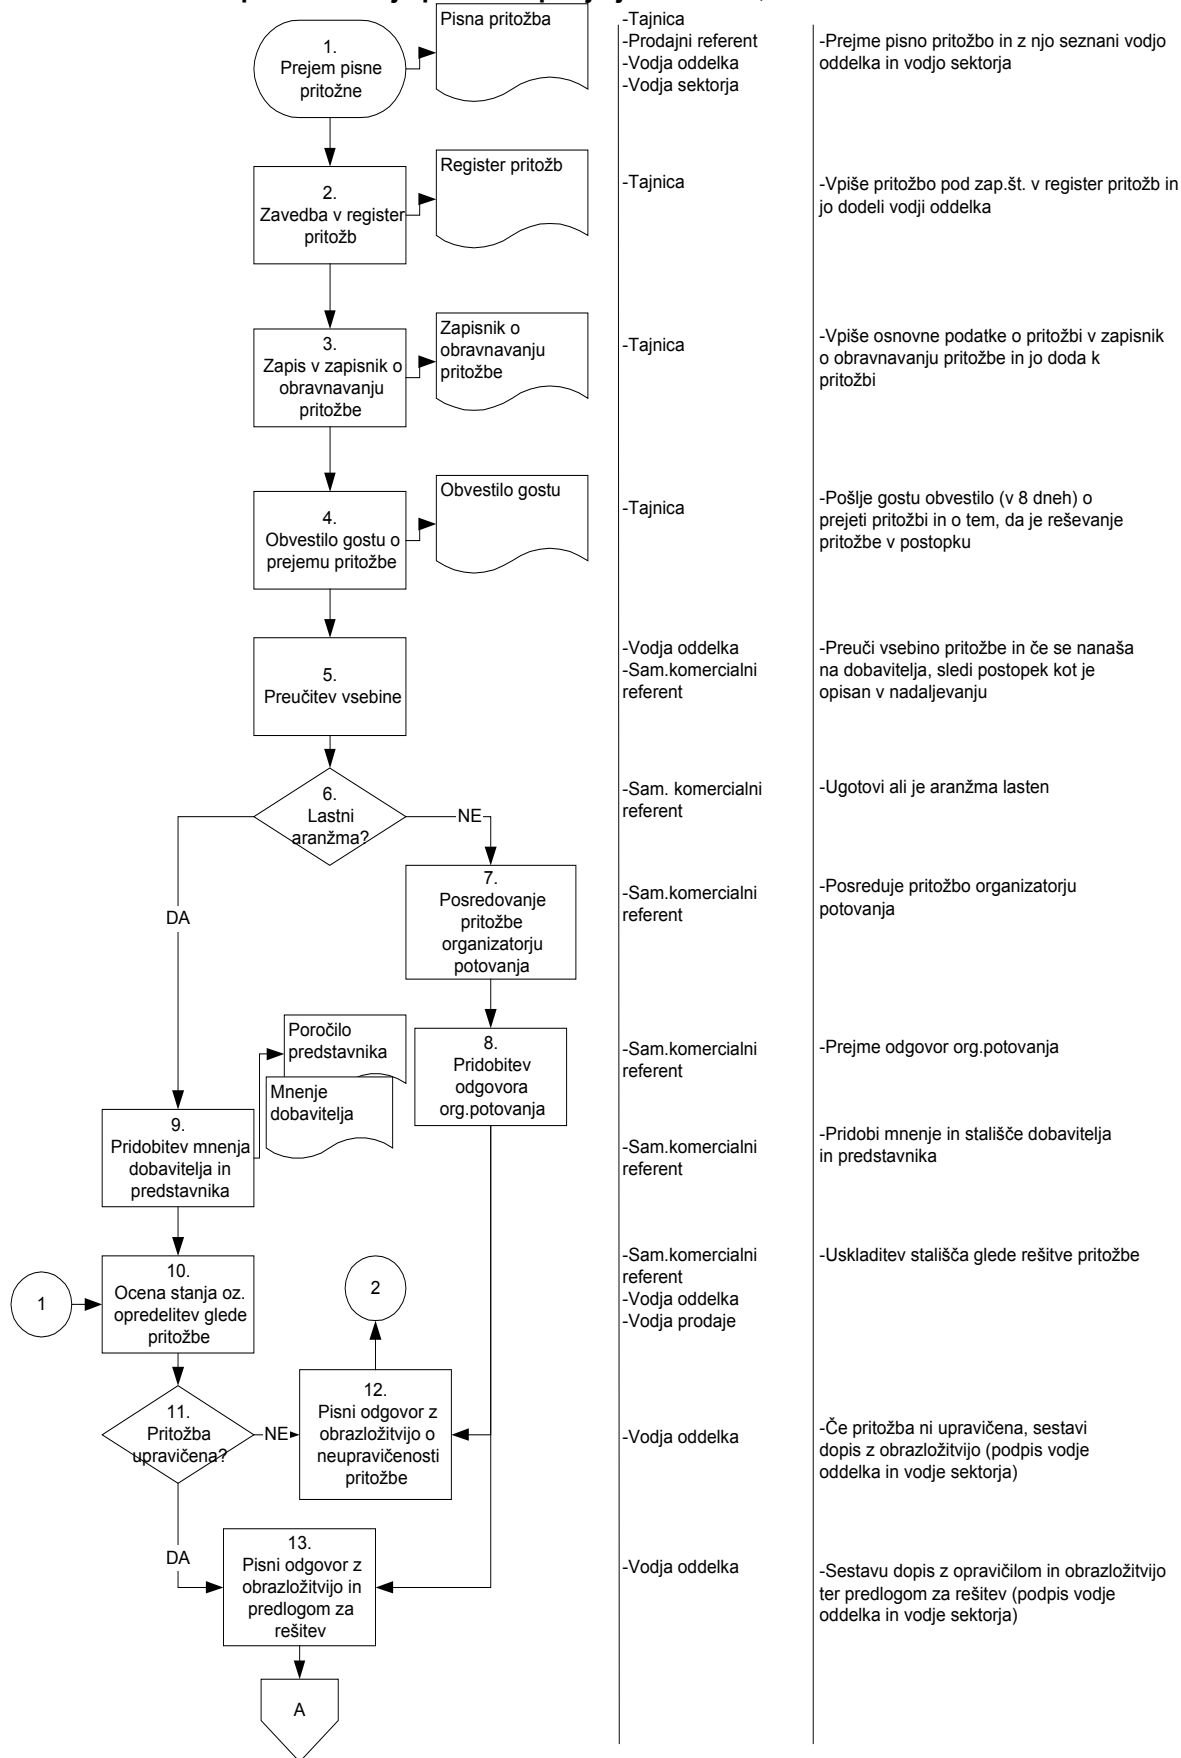 1.
Prejem pisne
pritožne
Pisna pritožba
-Tajnica
-Prodajni referent
-Vodja oddelka
-Vodja sektorja
-Prejme pisno pritožbo in z njo seznani vodjo
oddelka in vodjo sektorja
2.
Zavedba v register
pritožb
Register pritožb
-Tajnica
-Vpiše pritožbo pod zap.št. v register pritožb in
jo dodeli vodji oddelka
3.
Zapis v zapisnik o
obravnavanju
pritožbe
Zapisnik o
obravnavanju
pritožbe
-Tajnica
-Vpiše osnovne podatke o pritožbi v zapisnik
o obravnavanju pritožbe in jo doda k
pritožbi
4.
Obvestilo gostu o
prejemu pritožbe
Obvestilo gostu
-Tajnica
-Pošlje gostu obvestilo (v 8 dneh) o
prejeti pritožbi in o tem, da je reševanje
pritožbe v postopku
5.
Preučitev vsebine
-Vodja oddelka
-Sam.komercialni
referent
-Preuči vsebino pritožbe in če se nanaša
na dobavitelja, sledi postopek kot je
opisan v nadaljevanju
6.
Lastni
aranžma?
NE
DA
-Sam. komercialni
referent
-Ugotovi ali je aranžma lasten
7.
Posredovanje
pritožbe
organizatorju
potovanja
-Sam.komercialni
referent
-Posreduje pritožbo organizatorju
potovanja
8.
Pridobitev
odgovora
org.potovanja
-Sam.komercialni
referent
-Prejme odgovor org.potovanja
Poročilo
predstavnika
Mnenje
dobavitelja
9.
Pridobitev mnenja
dobavitelja in
predstavnika
-Sam.komercialni
referent
-Pridobi mnenje in stališče dobavitelja
in predstavnika
1
10.
Ocena stanja oz.
opredelitev glede
pritožbe
2
-Sam.komercialni
referent
-Vodja oddelka
-Vodja prodaje
-Uskladitev stališča glede rešitve pritožbe
11.
Pritožba
upravičena?
NE
DA
12.
Pisni odgovor z
obrazložitvijo o
neupravičenosti
pritožbe
-Vodja oddelka
-Če pritožba ni upravičena, sestavi
dopis z obrazložitvijo (podpis vodje
oddelka in vodje sektorja)
13.
Pisni odgovor z
obrazložitvijo in
predlogom za
rešitev
-Vodja oddelka
-Sestavu dopis z opravičilom in obrazložitvijo
ter predlogom za rešitev (podpis vodje
oddelka in vodje sektorja)
A